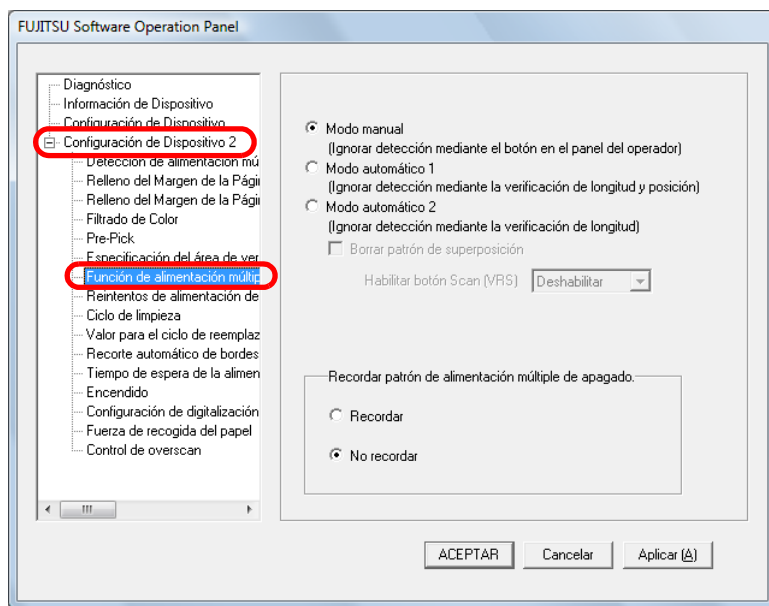 FUJITSU Software Operation Panel
Diagnóstico
Información de Dispositivo
Configuración de Dispositivo
Configuración de Dispositivo 2
Detección de alimentación mú
Relleno del Margen de la Pági
Relleno del Margen de la Pági
Filtrado de Color
Pre-Pick
Especificación del área de ver
Función de alimentación múltip
Reintentos de alimentación de
Ciclo de limpieza
Valor para el ciclo de reemplaz
Recorte automático de bordes
Tiempo de espera de la alimen
Encendido
Configuración de digitalización
Fuerza de recogida del papel
Control de overscan
Modo manual
(Ignorar detección mediante el botón en el panel del operador)
Modo automático 1
(Ignorar detección mediante la verificación de longitud y posición)
Modo automático 2
(Ignorar detección mediante la verificación de longitud)
Borrar patrón de superposición
Habilitar botón Scan (VRS) Deshabilitar
Recordar patrón de alimentación múltiple de apagado.
Recordar
No recordar
ACEPTAR Cancelar Aplicar (A)